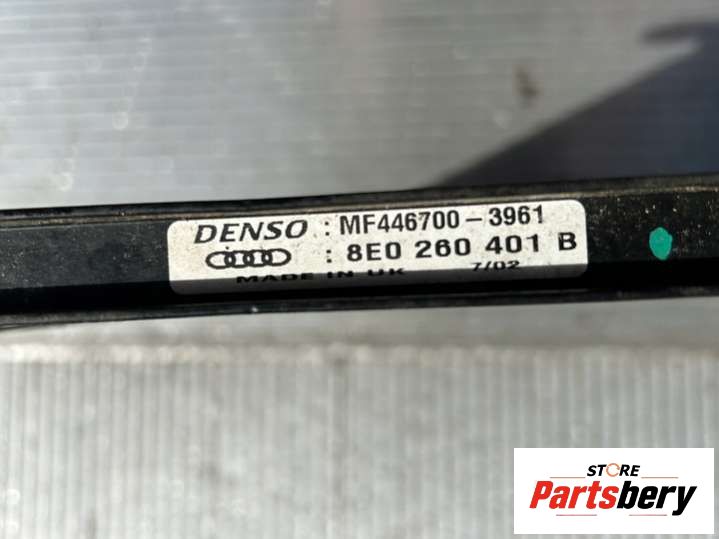 DENSO : MF446700-3961
: 8E0 260 401 B
MADE IN UK 7/02
STORE
Partsbery